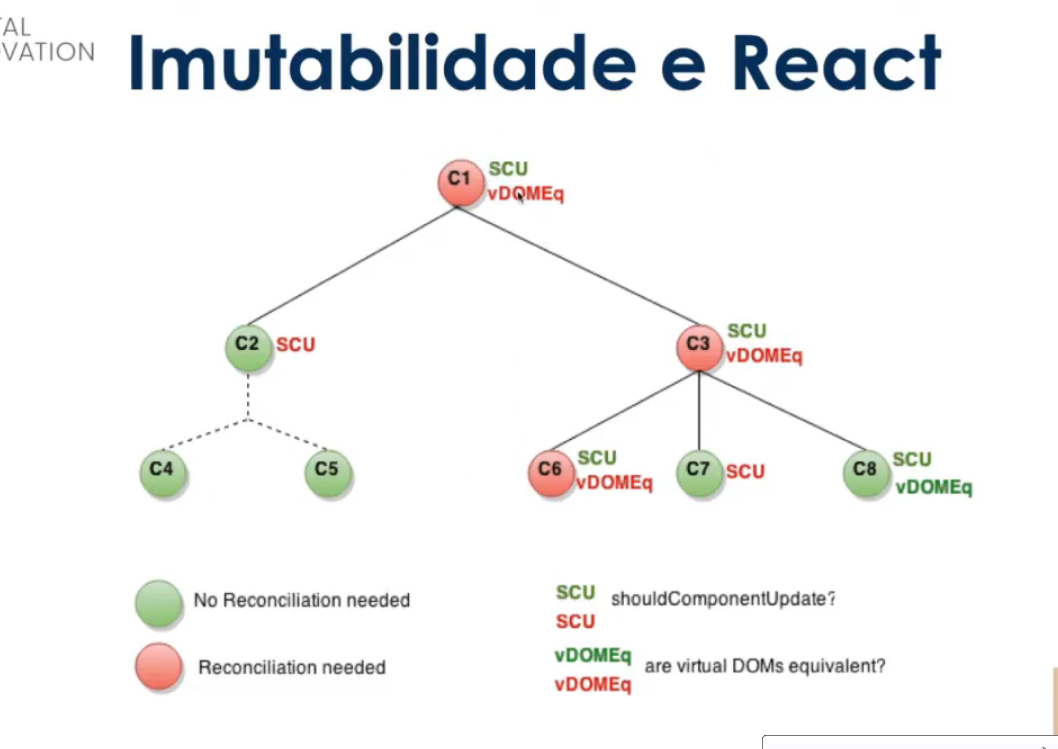 TAL
OVATION
Imutabilidade e React
C1
SCU
vDOMEq
C2
SCU
C3
SCU
vDOMEq
C4
C5
C6
SCU
vDOMEq
C7
SCU
C8
SCU
vDOMEq
No Reconciliation needed
Reconciliation needed
SCU
shouldComponentUpdate?
SCU
vDOMEq
are virtual DOMs equivalent?
vDOMEq